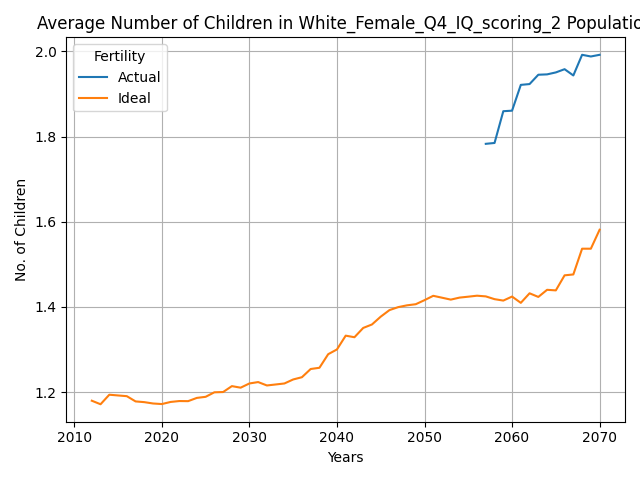 Average Number of Children in White_Female_Q4_IQ_scoring_2 Populatio
Fertility
Actual
Ideal
2.0
1.8
1.6
1.4
1.2
No. of Children
2010 2020 2030 2040 2050 2060 2070
Years